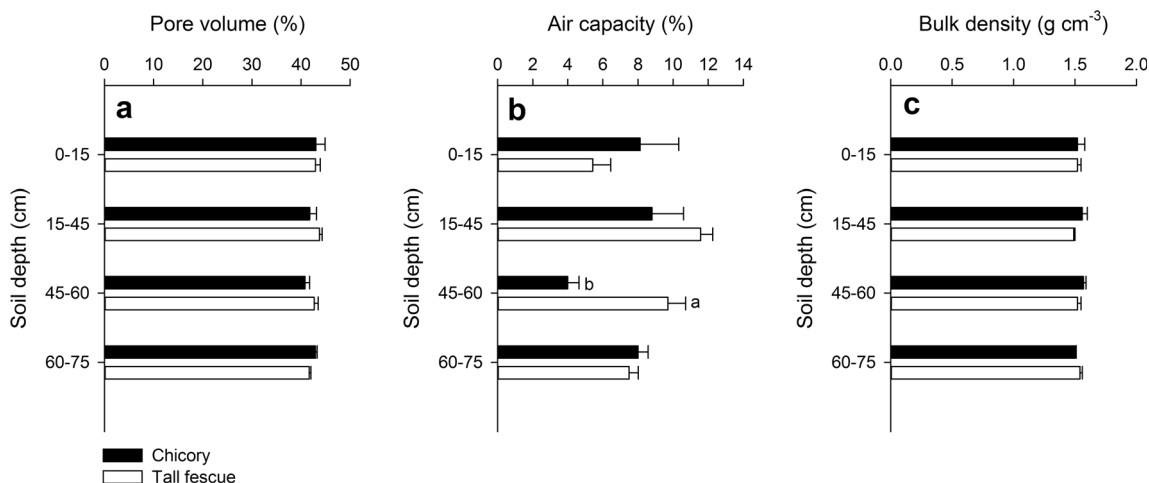 Pore volume (%)
0 10 20 30 40 50
a
Soil depth (cm)
0-15
15-45
45-60
60-75
Air capacity (%)
0 2 4 6 8 10 12 14
b
Soil depth (cm)
0-15
15-45
45-60
60-75
b
a
Bulk density (g cm⁻³)
0.0 0.5 1.0 1.5 2.0
c
Soil depth (cm)
0-15
15-45
45-60
60-75
Chicory
Tall fescue